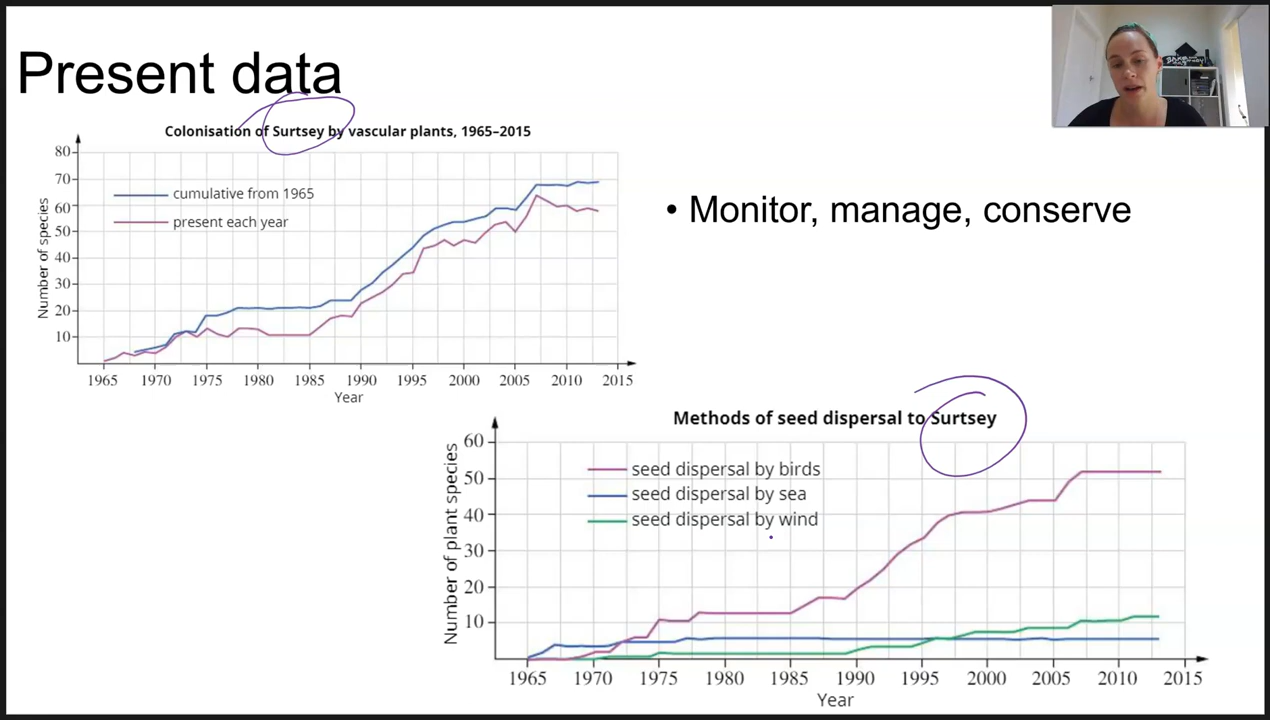 Present data
Colonisation of Surtsey by vascular plants, 1965–2015
Number of species
80
70
60
50
40
30
20
10
cumulative from 1965
present each year
1965 1970 1975 1980 1985 1990 1995 2000 2005 2010 2015
Year
• Monitor, manage, conserve
Methods of seed dispersal to Surtsey
Number of plant species
60
50
40
30
20
10
seed dispersal by birds
seed dispersal by sea
seed dispersal by wind
1965 1970 1975 1980 1985 1990 1995 2000 2005 2010 2015
Year